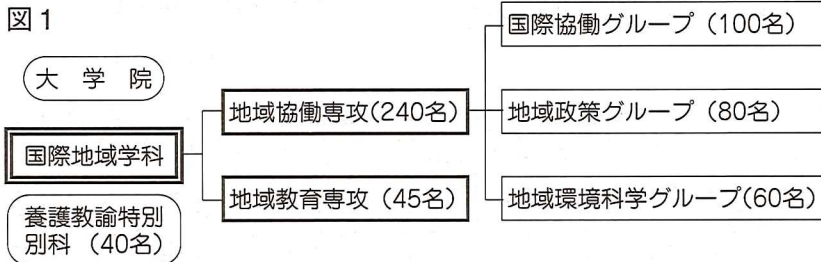 図1
大学院
国際地域学科
養護教諭特別
別科（40名）
地域協働専攻(240名)
地域教育専攻（45名）
国際協働グループ（100名）
地域政策グループ（80名）
地域環境科学グループ(60名)